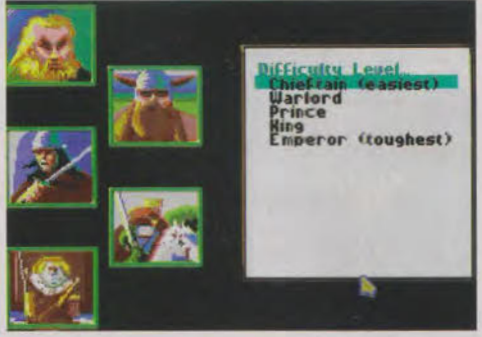 Difficulty Level...
Chieftain (easiest)
Warlord
Prince
King
Emperor (toughest)